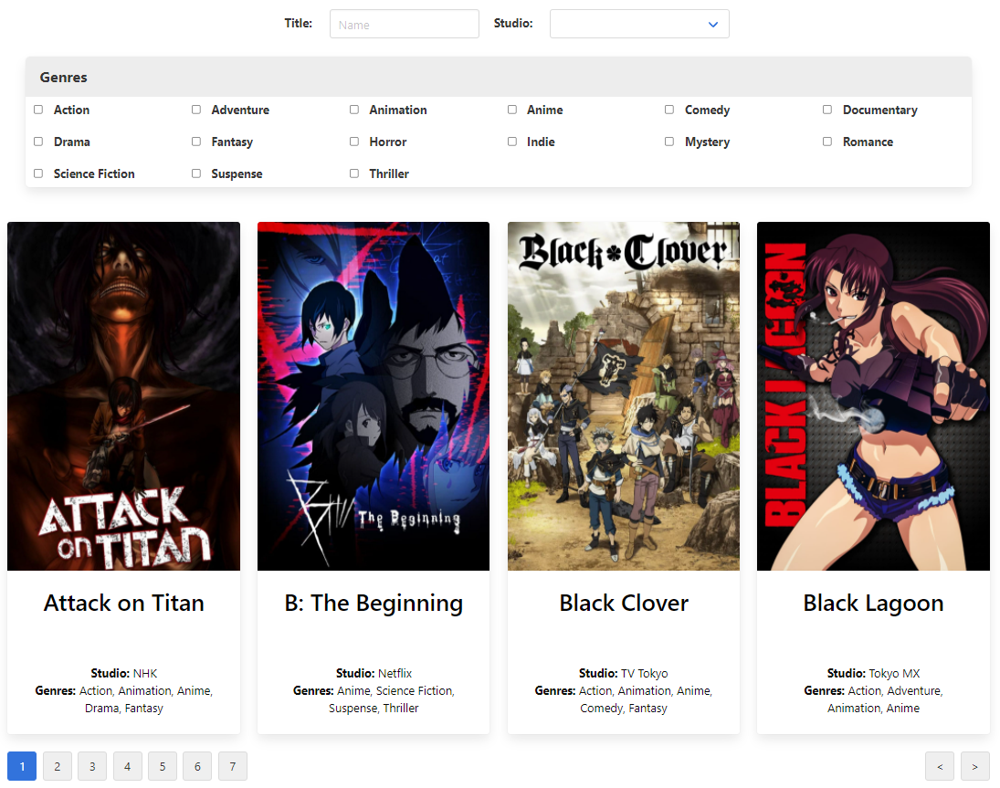 Title: Name Studio:
Genres
Action Adventure Animation Anime Comedy Documentary
Drama Fantasy Horror Indie Mystery Romance
Science Fiction Suspense Thriller
ATTACK
ON TITAN
B
The Beginning
Black Clover
BLACK LAGOON
Attack on Titan
Studio: NHK
Genres: Action, Animation, Anime,
Drama, Fantasy
B: The Beginning
Studio: Netflix
Genres: Anime, Science Fiction,
Suspense, Thriller
Black Clover
Studio: TV Tokyo
Genres: Action, Animation, Anime,
Comedy, Fantasy
Black Lagoon
Studio: Tokyo MX
Genres: Action, Adventure,
Animation, Anime
1 2 3 4 5 6 7 < >